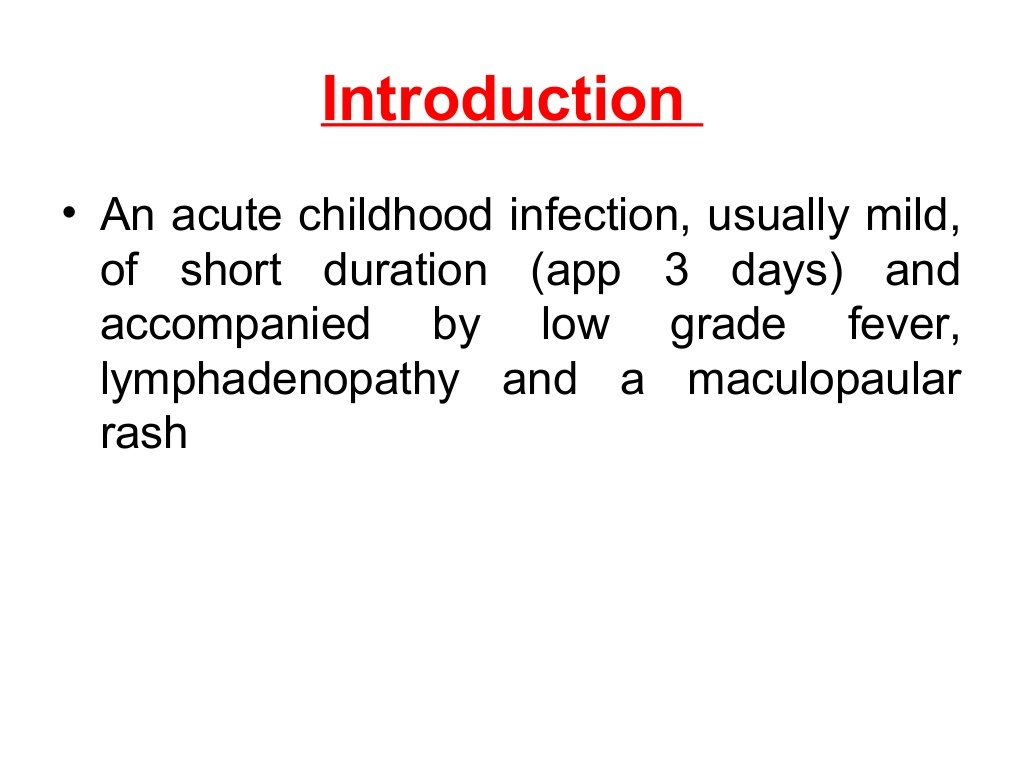 Introduction
• An acute childhood infection, usually mild,
of short duration (app 3 days) and
accompanied by low grade fever,
lymphadenopathy and a maculopaular
rash